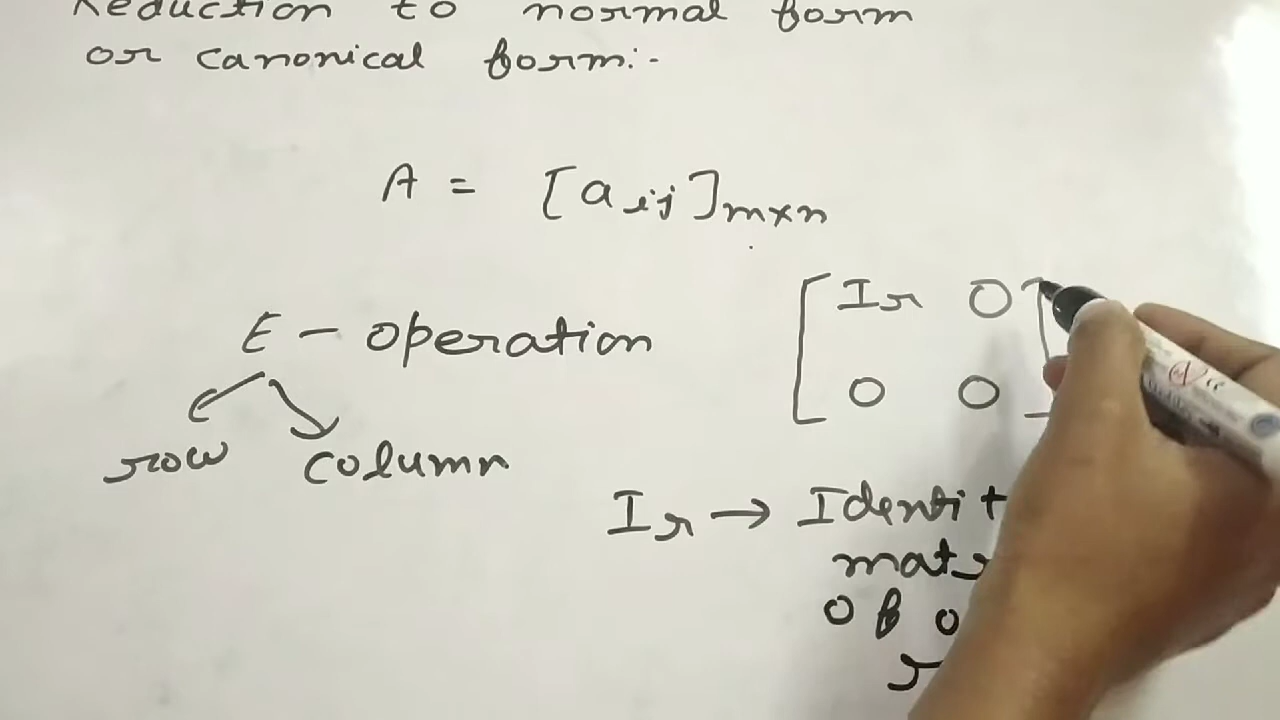 Reduction to normal form
or canonical form:-
A = [aij]m×n
E - operation
row column
[Ir 0
0 0]
Ir → Identit
mat
of o
r